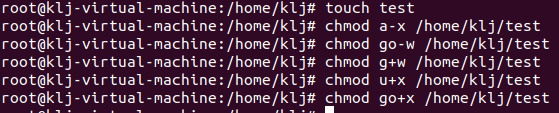 root@klj-virtual-machine:/home/klj# touch test
root@klj-virtual-machine:/home/klj# chmod a-x /home/klj/test
root@klj-virtual-machine:/home/klj# chmod go-w /home/klj/test
root@klj-virtual-machine:/home/klj# chmod g+w /home/klj/test
root@klj-virtual-machine:/home/klj# chmod u+x /home/klj/test
root@klj-virtual-machine:/home/klj# chmod go+x /home/klj/test
root@klj-virtual-machine:/home/klj#